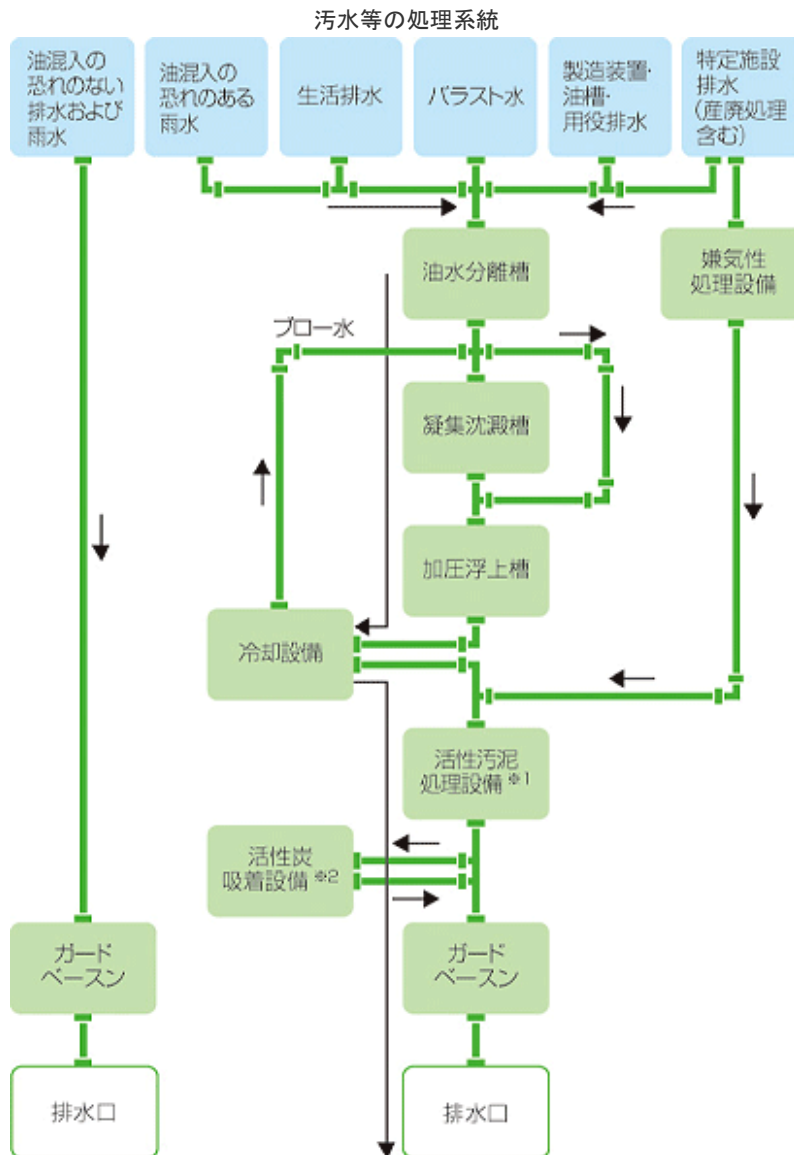 汚水等の処理系統
油混入の
恐れのない
排水および
雨水
油混入の
恐れのある
雨水
生活排水
バラスト水
製造装置・
油槽・
用役排水
特定施設
排水
(産廃処理
含む)
油水分離槽
嫌気性
処理設備
ブロー水
凝集沈澱槽
加圧浮上槽
冷却設備
活性汚泥
処理設備※1
活性炭
吸着設備※2
ガード
ベースン
ガード
ベースン
排水口
排水口